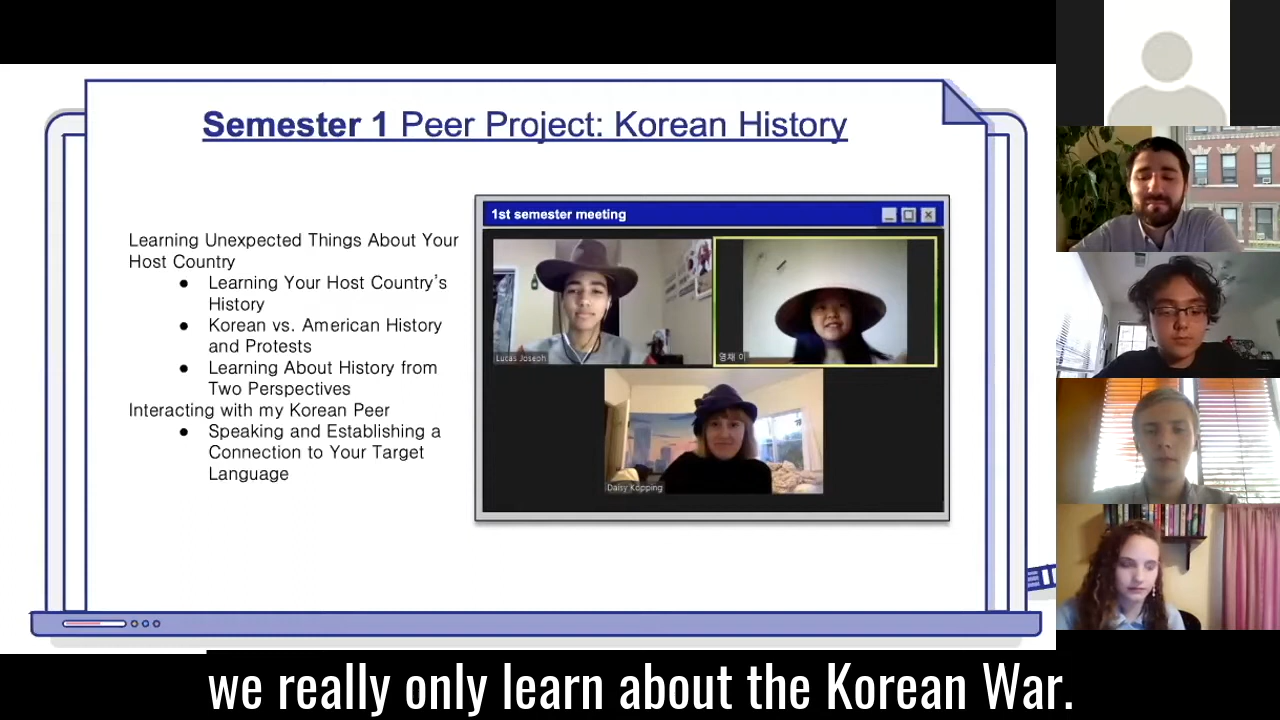 Semester 1 Peer Project: Korean History
Learning Unexpected Things About Your
Host Country
● Learning Your Host Country's
History
● Korean vs. American History
and Protests
● Learning About History from
Two Perspectives
Interacting with my Korean Peer
● Speaking and Establishing a
Connection to Your Target
Language
1st semester meeting
Lucas Joseph
영채 이
Daisy Kopping
we really only learn about the Korean War.